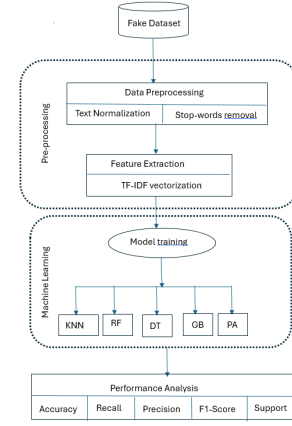 Fake Dataset
Pre-processing
Data Preprocessing
Text Normalization
Stop-words removal
Feature Extraction
TF-IDF vectorization
Machine Learning
Model training
KNN
RF
DT
GB
PA
Performance Analysis
Accuracy
Recall
Precision
F1-Score
Support